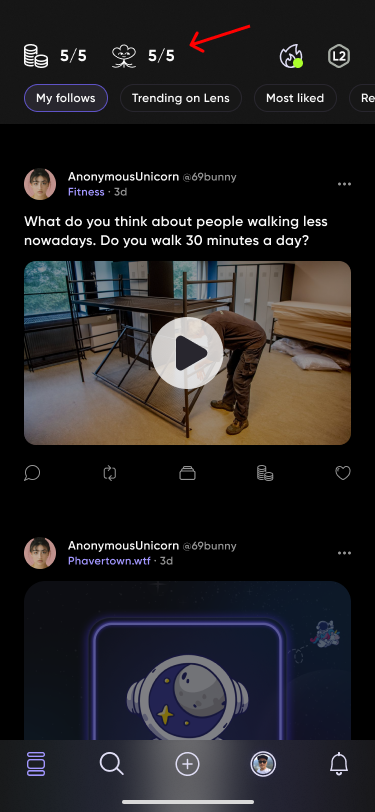 5/5 5/5 L2
My follows Trending on Lens Most liked Re
AnonymousUnicorn @69bunny
Fitness · 3d
What do you think about people walking less
nowadays. Do you walk 30 minutes a day?
AnonymousUnicorn @69bunny
Phavertown.wtf · 3d